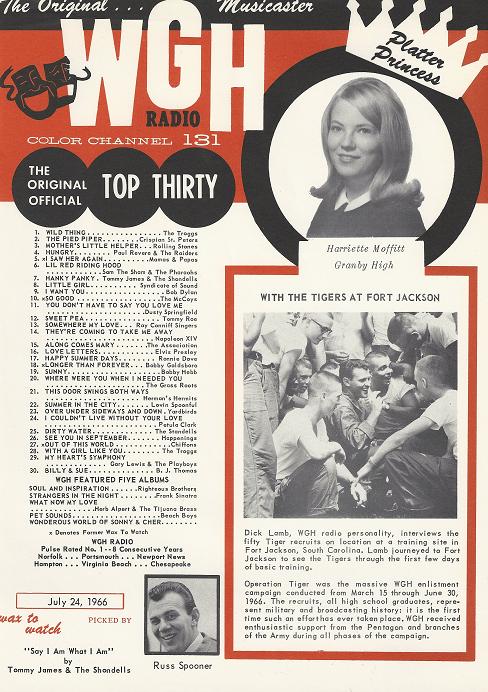 The Original . . . Musicaster
WGH
RADIO
COLOR CHANNEL 131
Platter
Princess
THE
ORIGINAL
OFFICIAL
TOP THIRTY
Harriette Moffitt
Granby High
1. WILD THING . . . . . . . . . . . . . . . The Troggs
2. THE PIED PIPER . . . . . . . Crispian St. Peters
3. MOTHER'S LITTLE HELPER . . . Rolling Stones
4. HUNGRY . . . . . . Paul Revere & The Raiders
5. xI SAW HER AGAIN . . . . . . . Mamas & Papas
6. LIL RED RIDING HOOD
. . . . . . . . . Sam The Sham & The Pharaohs
7. HANKY PANKY . Tommy James & The Shondells
8. LITTLE GIRL . . . . . . . . . Syndicate of Sound
9. I WANT YOU . . . . . . . . . . . . . . Bob Dylan
10. xSO GOOD . . . . . . . . . . . . . . The McCoys
11. YOU DON'T HAVE TO SAY YOU LOVE ME
. . . . . . . . . . . . . . . . . Dusty Springfield
12. SWEET PEA . . . . . . . . . . . . . . Tommy Roe
13. SOMEWHERE MY LOVE . . . Ray Conniff Singers
14. THEY'RE COMING TO TAKE ME AWAY
. . . . . . . . . . . . . . . . . . . Napoleon XIV
15. ALONG COMES MARY . . . . . . The Association
16. LOVE LETTERS . . . . . . . . . . . Elvis Presley
17. HAPPY SUMMER DAYS . . . . . . . Ronnie Dove
18. xLONGER THAN FOREVER . . . Bobby Goldsboro
19. SUNNY . . . . . . . . . . . . . . . . Bobby Hebb
20. WHERE WERE YOU WHEN I NEEDED YOU
. . . . . . . . . . . . . . . . . The Grass Roots
21. THIS DOOR SWINGS BOTH WAYS
. . . . . . . . . . . . . . . . . Herman's Hermits
22. SUMMER IN THE CITY . . . . . . Lovin Spoonful
23. OVER UNDER SIDEWAYS AND DOWN . Yardbirds
24. I COULDN'T LIVE WITHOUT YOUR LOVE
. . . . . . . . . . . . . . . . . . . Petula Clark
25. DIRTY WATER . . . . . . . . . . . The Standells
26. SEE YOU IN SEPTEMBER . . . . . . Happenings
27. xOUT OF THIS WORLD . . . . . . . . . Chiffons
28. WITH A GIRL LIKE YOU . . . . . . . The Troggs
29. MY HEART'S SYMPHONY
. . . . . . . . . . . Gary Lewis & The Playboys
30. BILLY & SUE . . . . . . . . . . . . B. J. Thomas
WGH FEATURED FIVE ALBUMS
SOUL AND INSPIRATION . . . . . Righteous Brothers
STRANGERS IN THE NIGHT . . . . . . Frank Sinatra
WHAT NOW MY LOVE
. . . . . . . . . Herb Alpert & The Tijuana Brass
PET SOUNDS . . . . . . . . . . . . . . Beach Boys
WONDEROUS WORLD OF SONNY & CHER . . . . . . .
x Denotes Former Wax To Watch
WGH RADIO
Pulse Rated No. 1--8 Consecutive Years
Norfolk . . . Portsmouth . . . Newport News
Hampton . . . Virginia Beach . . . Chesapeake
July 24, 1966
wax to
watch
PICKED BY
"Say I Am What I Am"
by
Tommy James & The Shondells
Russ Spooner
WITH THE TIGERS AT FORT JACKSON
Dick Lamb, WGH radio personality, interviews the
fifty Tiger recruits on location at a training site in
Fort Jackson, South Carolina. Lamb journeyed to Fort
Jackson to see the Tigers through the first few days
of basic training.
Operation Tiger was the massive WGH enlistment
campaign conducted from March 15 through June 30,
1966. The recruits, all high school graduates, repre-
sent military and broadcasting history; it is the first
time such an effort has ever taken place. WGH received
enthusiastic support from the Pentagon and branches
of the Army during all phases of the campaign.